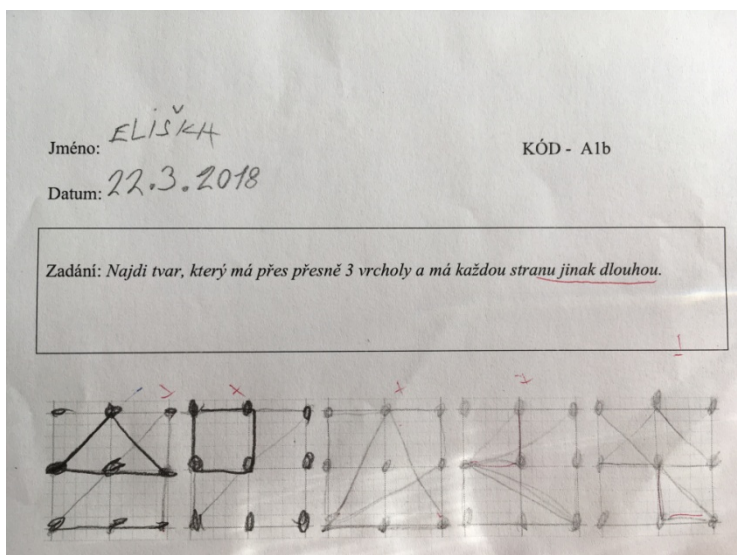 Jméno: ELIŠKA
KÓD - A1b
Datum: 22.3.2018
Zadání: Najdi tvar, který má přes přesně 3 vrcholy a má každou stranu jinak dlouhou.